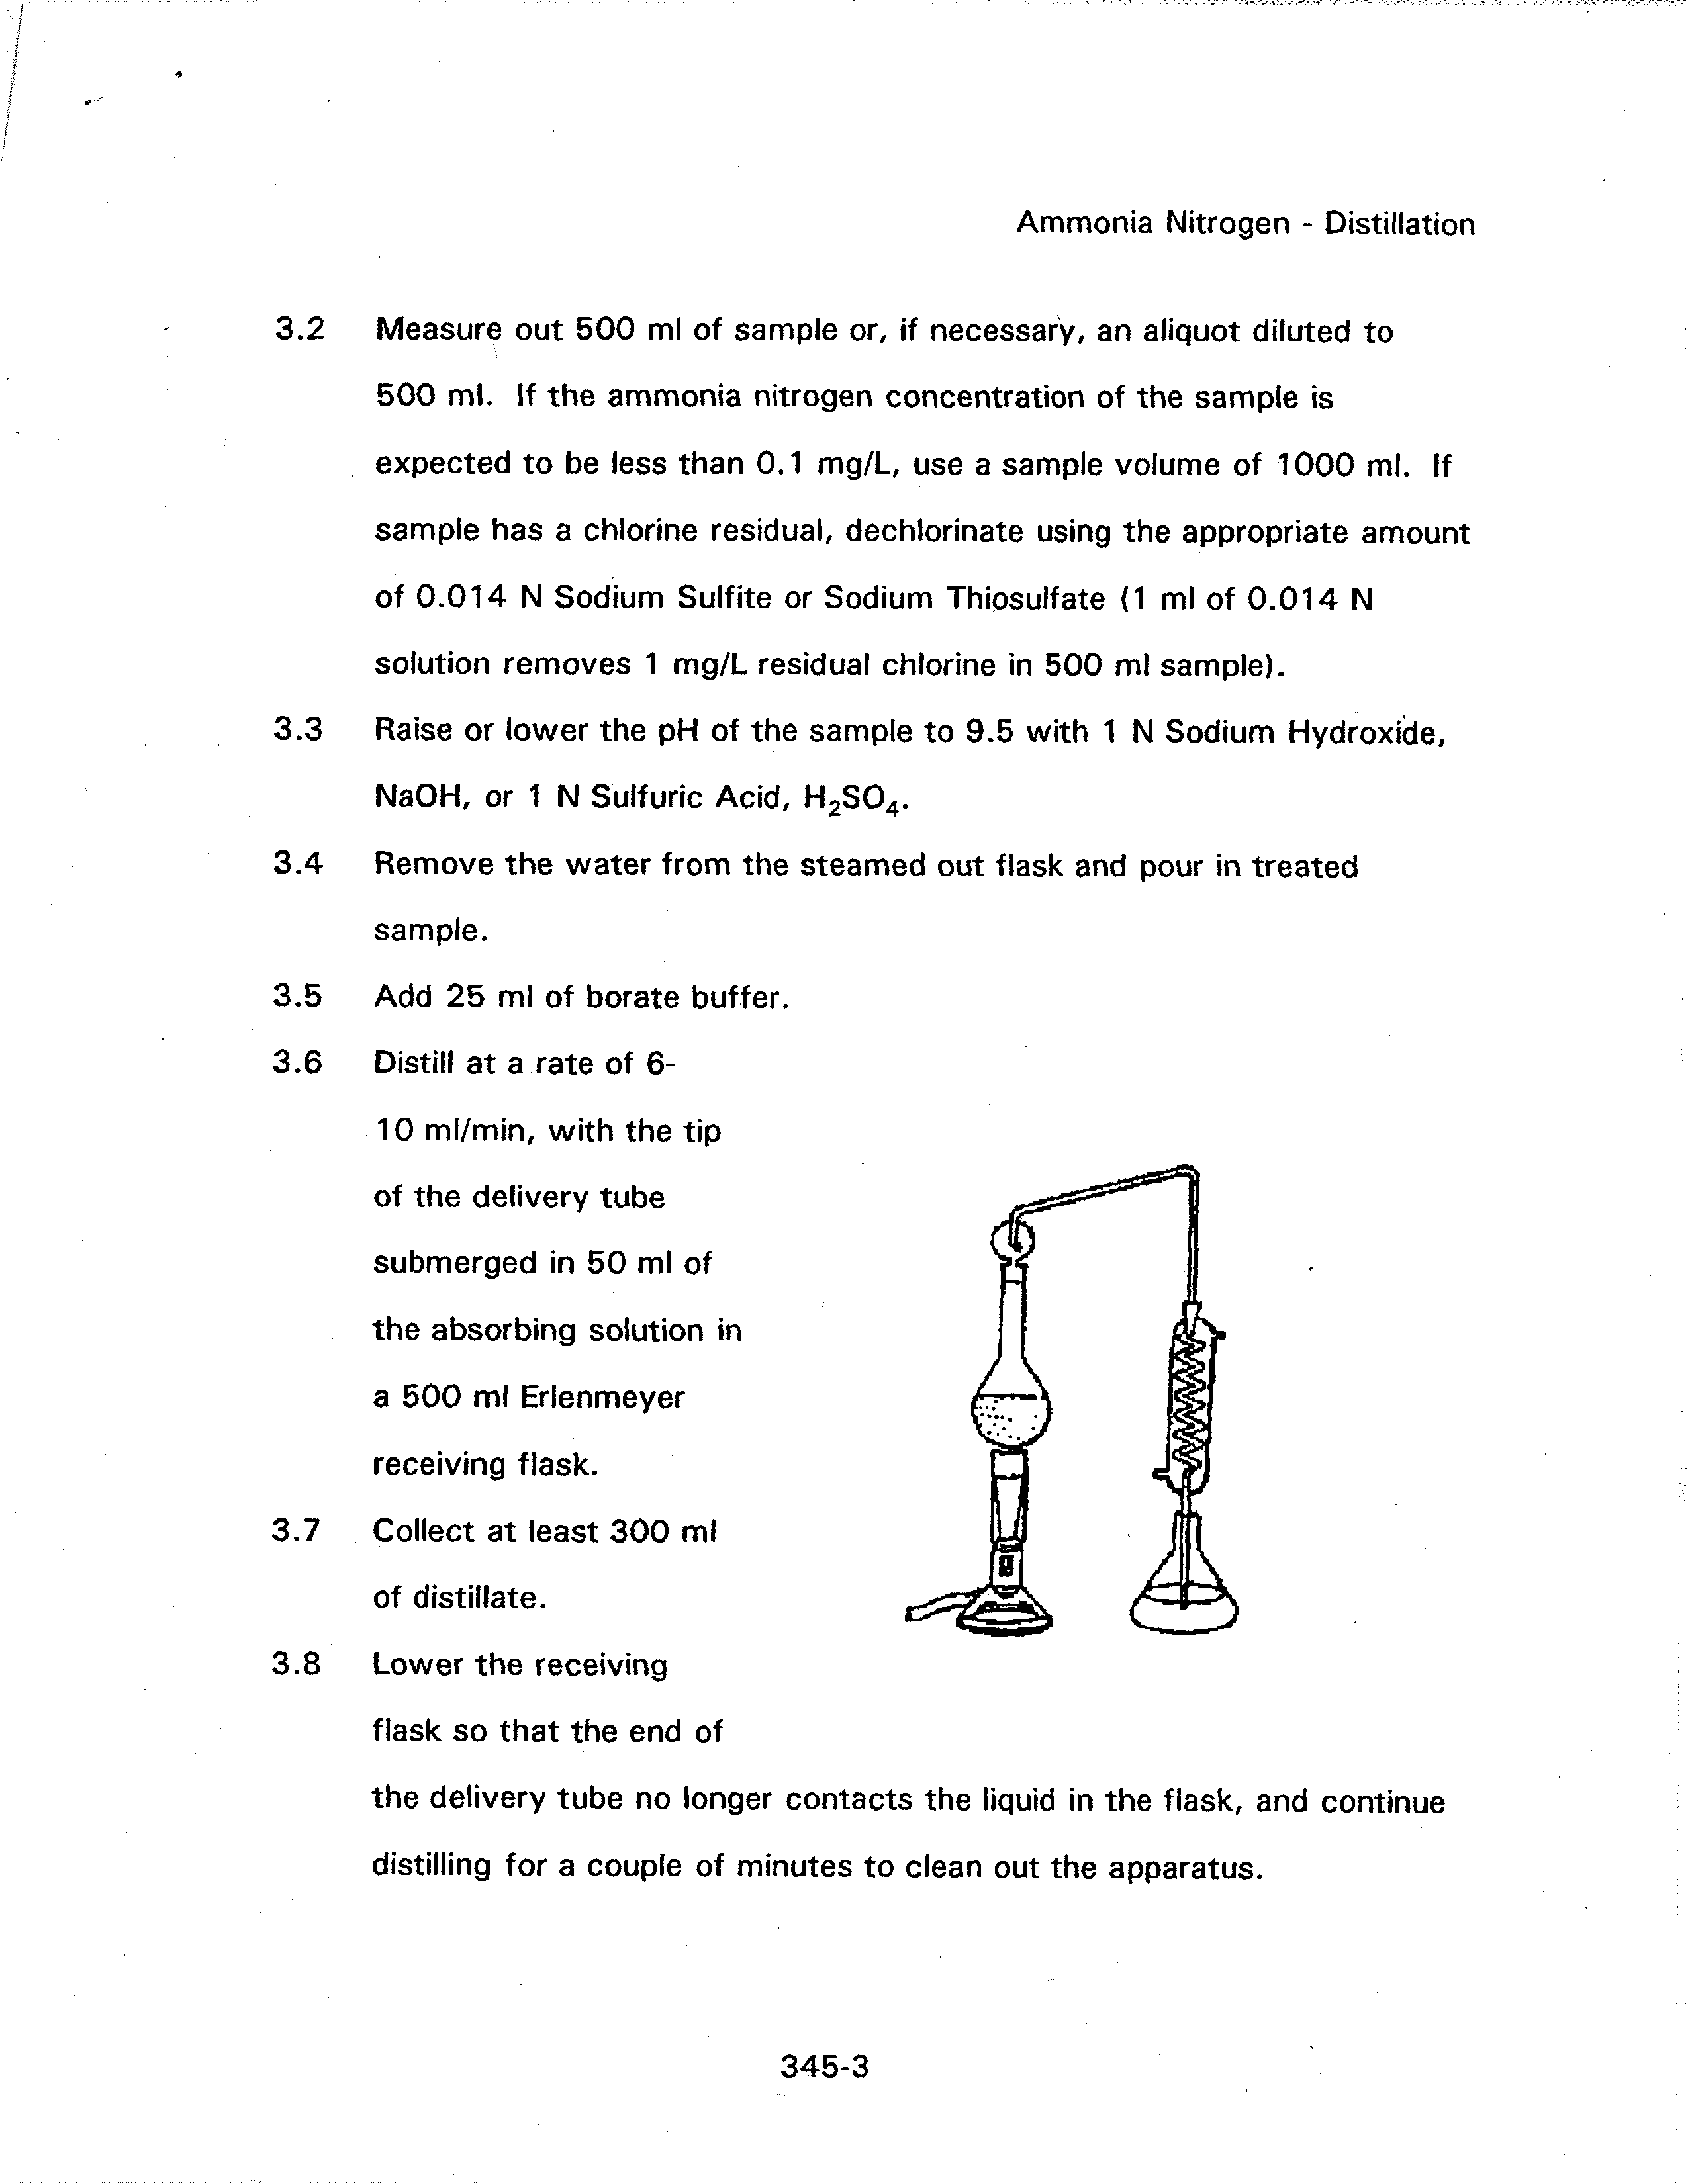 Ammonia Nitrogen - Distillation
3.2 Measure out 500 ml of sample or, if necessary, an aliquot diluted to
500 ml. If the ammonia nitrogen concentration of the sample is
expected to be less than 0.1 mg/L, use a sample volume of 1000 ml. If
sample has a chlorine residual, dechlorinate using the appropriate amount
of 0.014 N Sodium Sulfite or Sodium Thiosulfate (1 ml of 0.014 N
solution removes 1 mg/L residual chlorine in 500 ml sample).
3.3 Raise or lower the pH of the sample to 9.5 with 1 N Sodium Hydroxide,
NaOH, or 1 N Sulfuric Acid, H₂SO₄.
3.4 Remove the water from the steamed out flask and pour in treated
sample.
3.5 Add 25 ml of borate buffer.
3.6 Distill at a rate of 6-
10 ml/min, with the tip
of the delivery tube
submerged in 50 ml of
the absorbing solution in
a 500 ml Erlenmeyer
receiving flask.
3.7 Collect at least 300 ml
of distillate.
3.8 Lower the receiving
flask so that the end of
the delivery tube no longer contacts the liquid in the flask, and continue
distilling for a couple of minutes to clean out the apparatus.
345-3